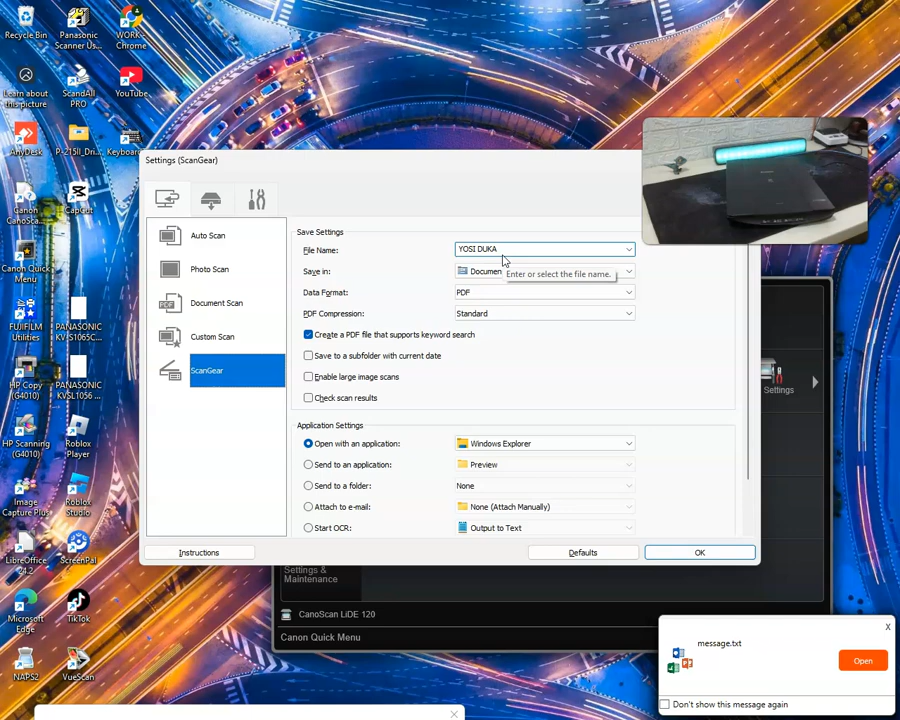 Recycle Bin
Panasonic
Scanner Us...
WORK -
Chrome
Learn about
this picture
ScandAll
PRO
YouTube
AnyDesk
P-215II_Dri...
Keyboard
Canon
CanoSca...
CapCut
Canon Quick
Menu
FUJIFILM
Utilities
PANASONIC
KV-S1065C...
HP Copy
(G4010)
PANASONIC
KVSL1056 ...
HP Scanning
(G4010)
Roblox
Player
Image
Capture Plus
Roblox
Studio
LibreOffice
24.2
ScreenPal
Microsoft
Edge
TikTok
NAPS2
VueScan
Settings (ScanGear)
Auto Scan
Photo Scan
PDF
Document Scan
Custom Scan
ScanGear
Save Settings
File Name:
YOSI DUKA
Save in:
Documen
Enter or select the file name.
Data Format:
PDF
PDF Compression:
Standard
Create a PDF file that supports keyword search
Save to a subfolder with current date
Enable large image scans
Check scan results
Application Settings
Open with an application:
Windows Explorer
Send to an application:
Preview
Send to a folder:
None
Attach to e-mail:
None (Attach Manually)
Start OCR:
Output to Text
Instructions
Defaults
OK
Settings
Settings &
Maintenance
CanoScan LiDE 120
Canon Quick Menu
message.txt
Open
Don't show this message again